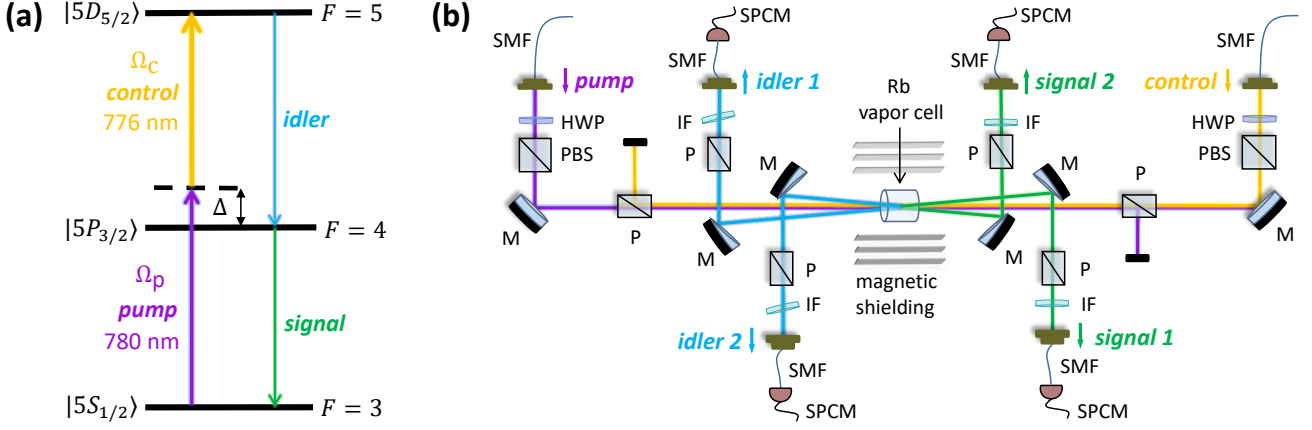 (a)
|5D5/2⟩
F = 5
Ωc
control
776 nm
idler
Δ
|5P3/2⟩
F = 4
Ωp
pump
780 nm
signal
|5S1/2⟩
F = 3
(b)
SMF
pump
HWP
PBS
M
P
SPCM
SMF
idler 1
IF
P
M
M
Rb
vapor cell
magnetic
shielding
P
IF
idler 2
SMF
SPCM
SPCM
SMF
signal 2
IF
P
M
M
P
IF
signal 1
SMF
SPCM
SMF
control
HWP
PBS
P
M